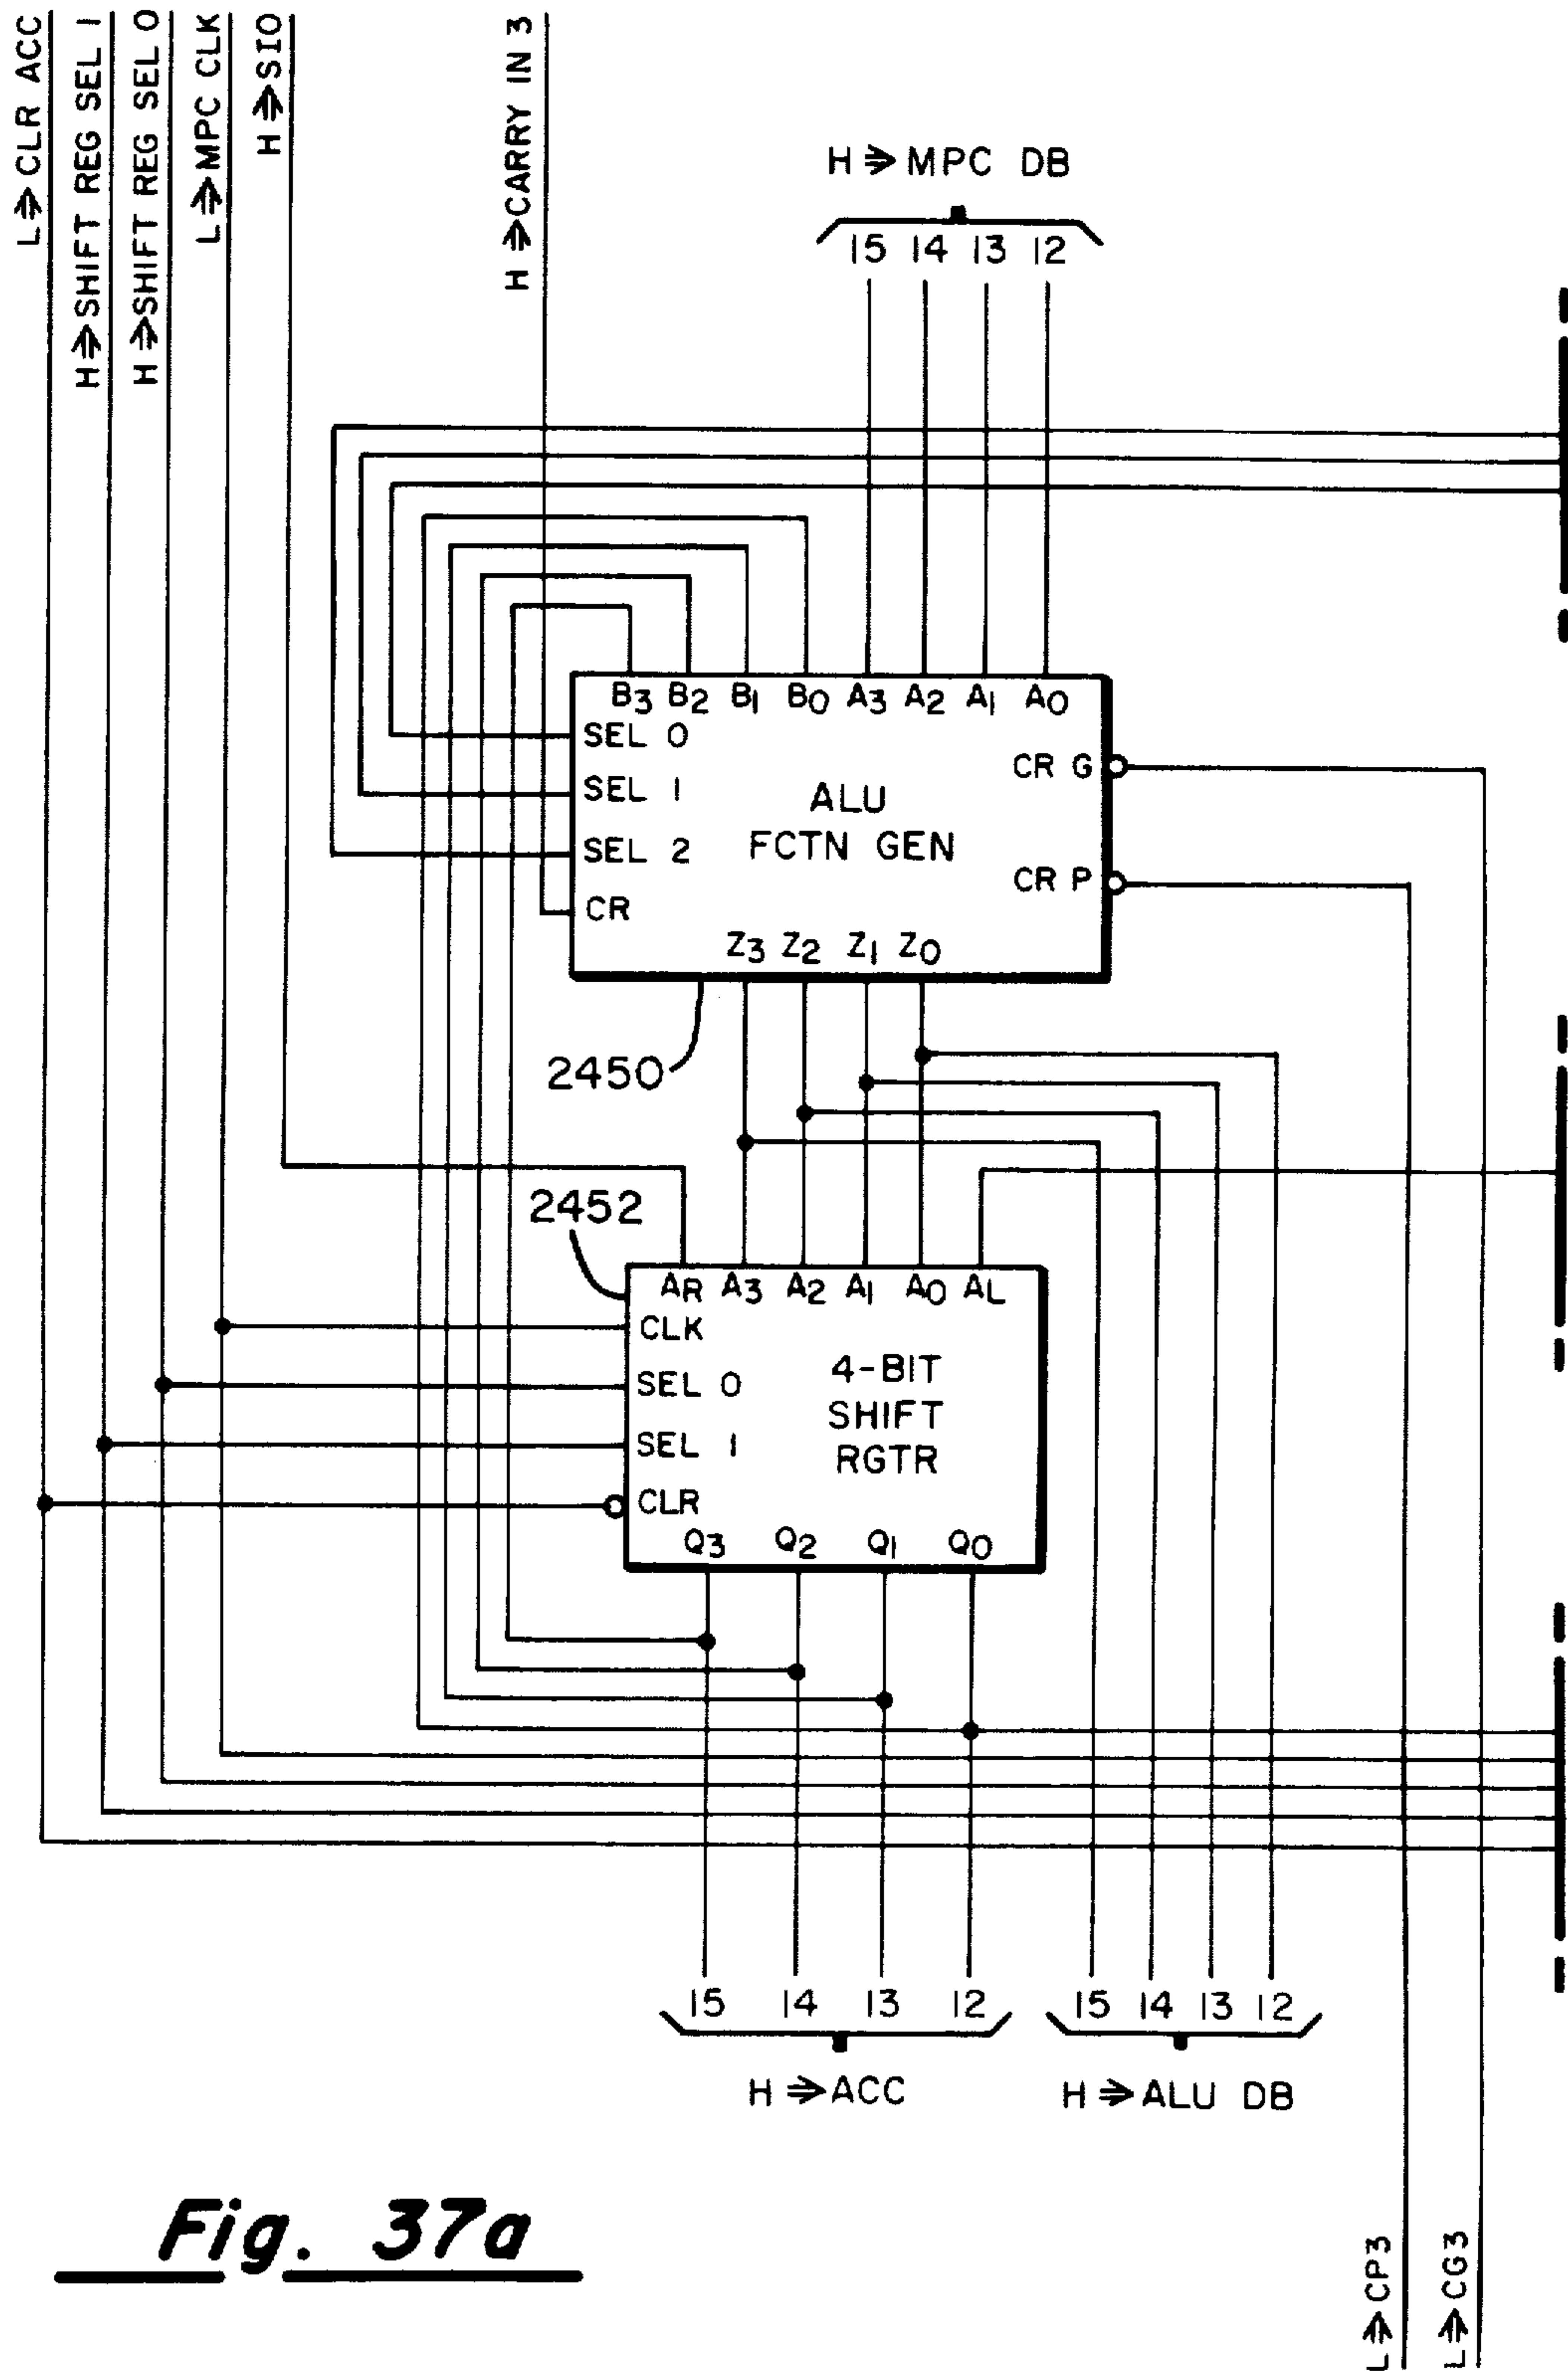 L⇒CLR ACC
H⇒SHIFT REG SEL 1
H⇒SHIFT REG SEL 0
L⇒MPC CLK
H⇒SIO
H⇒CARRY IN 3
H⇒MPC DB
15 14 13 12
B3 B2 B1 B0 A3 A2 A1 A0
SEL 0
SEL 1
SEL 2
CR
ALU
FCTN GEN
CR G
CR P
Z3 Z2 Z1 Z0
2450
2452
AR A3 A2 A1 A0 AL
CLK
SEL 0
SEL 1
CLR
4-BIT
SHIFT
RGTR
Q3 Q2 Q1 Q0
15 14 13 12
H⇒ACC
15 14 13 12
H⇒ALU DB
L⇒CP3
L⇒CG3
Fig. 37a